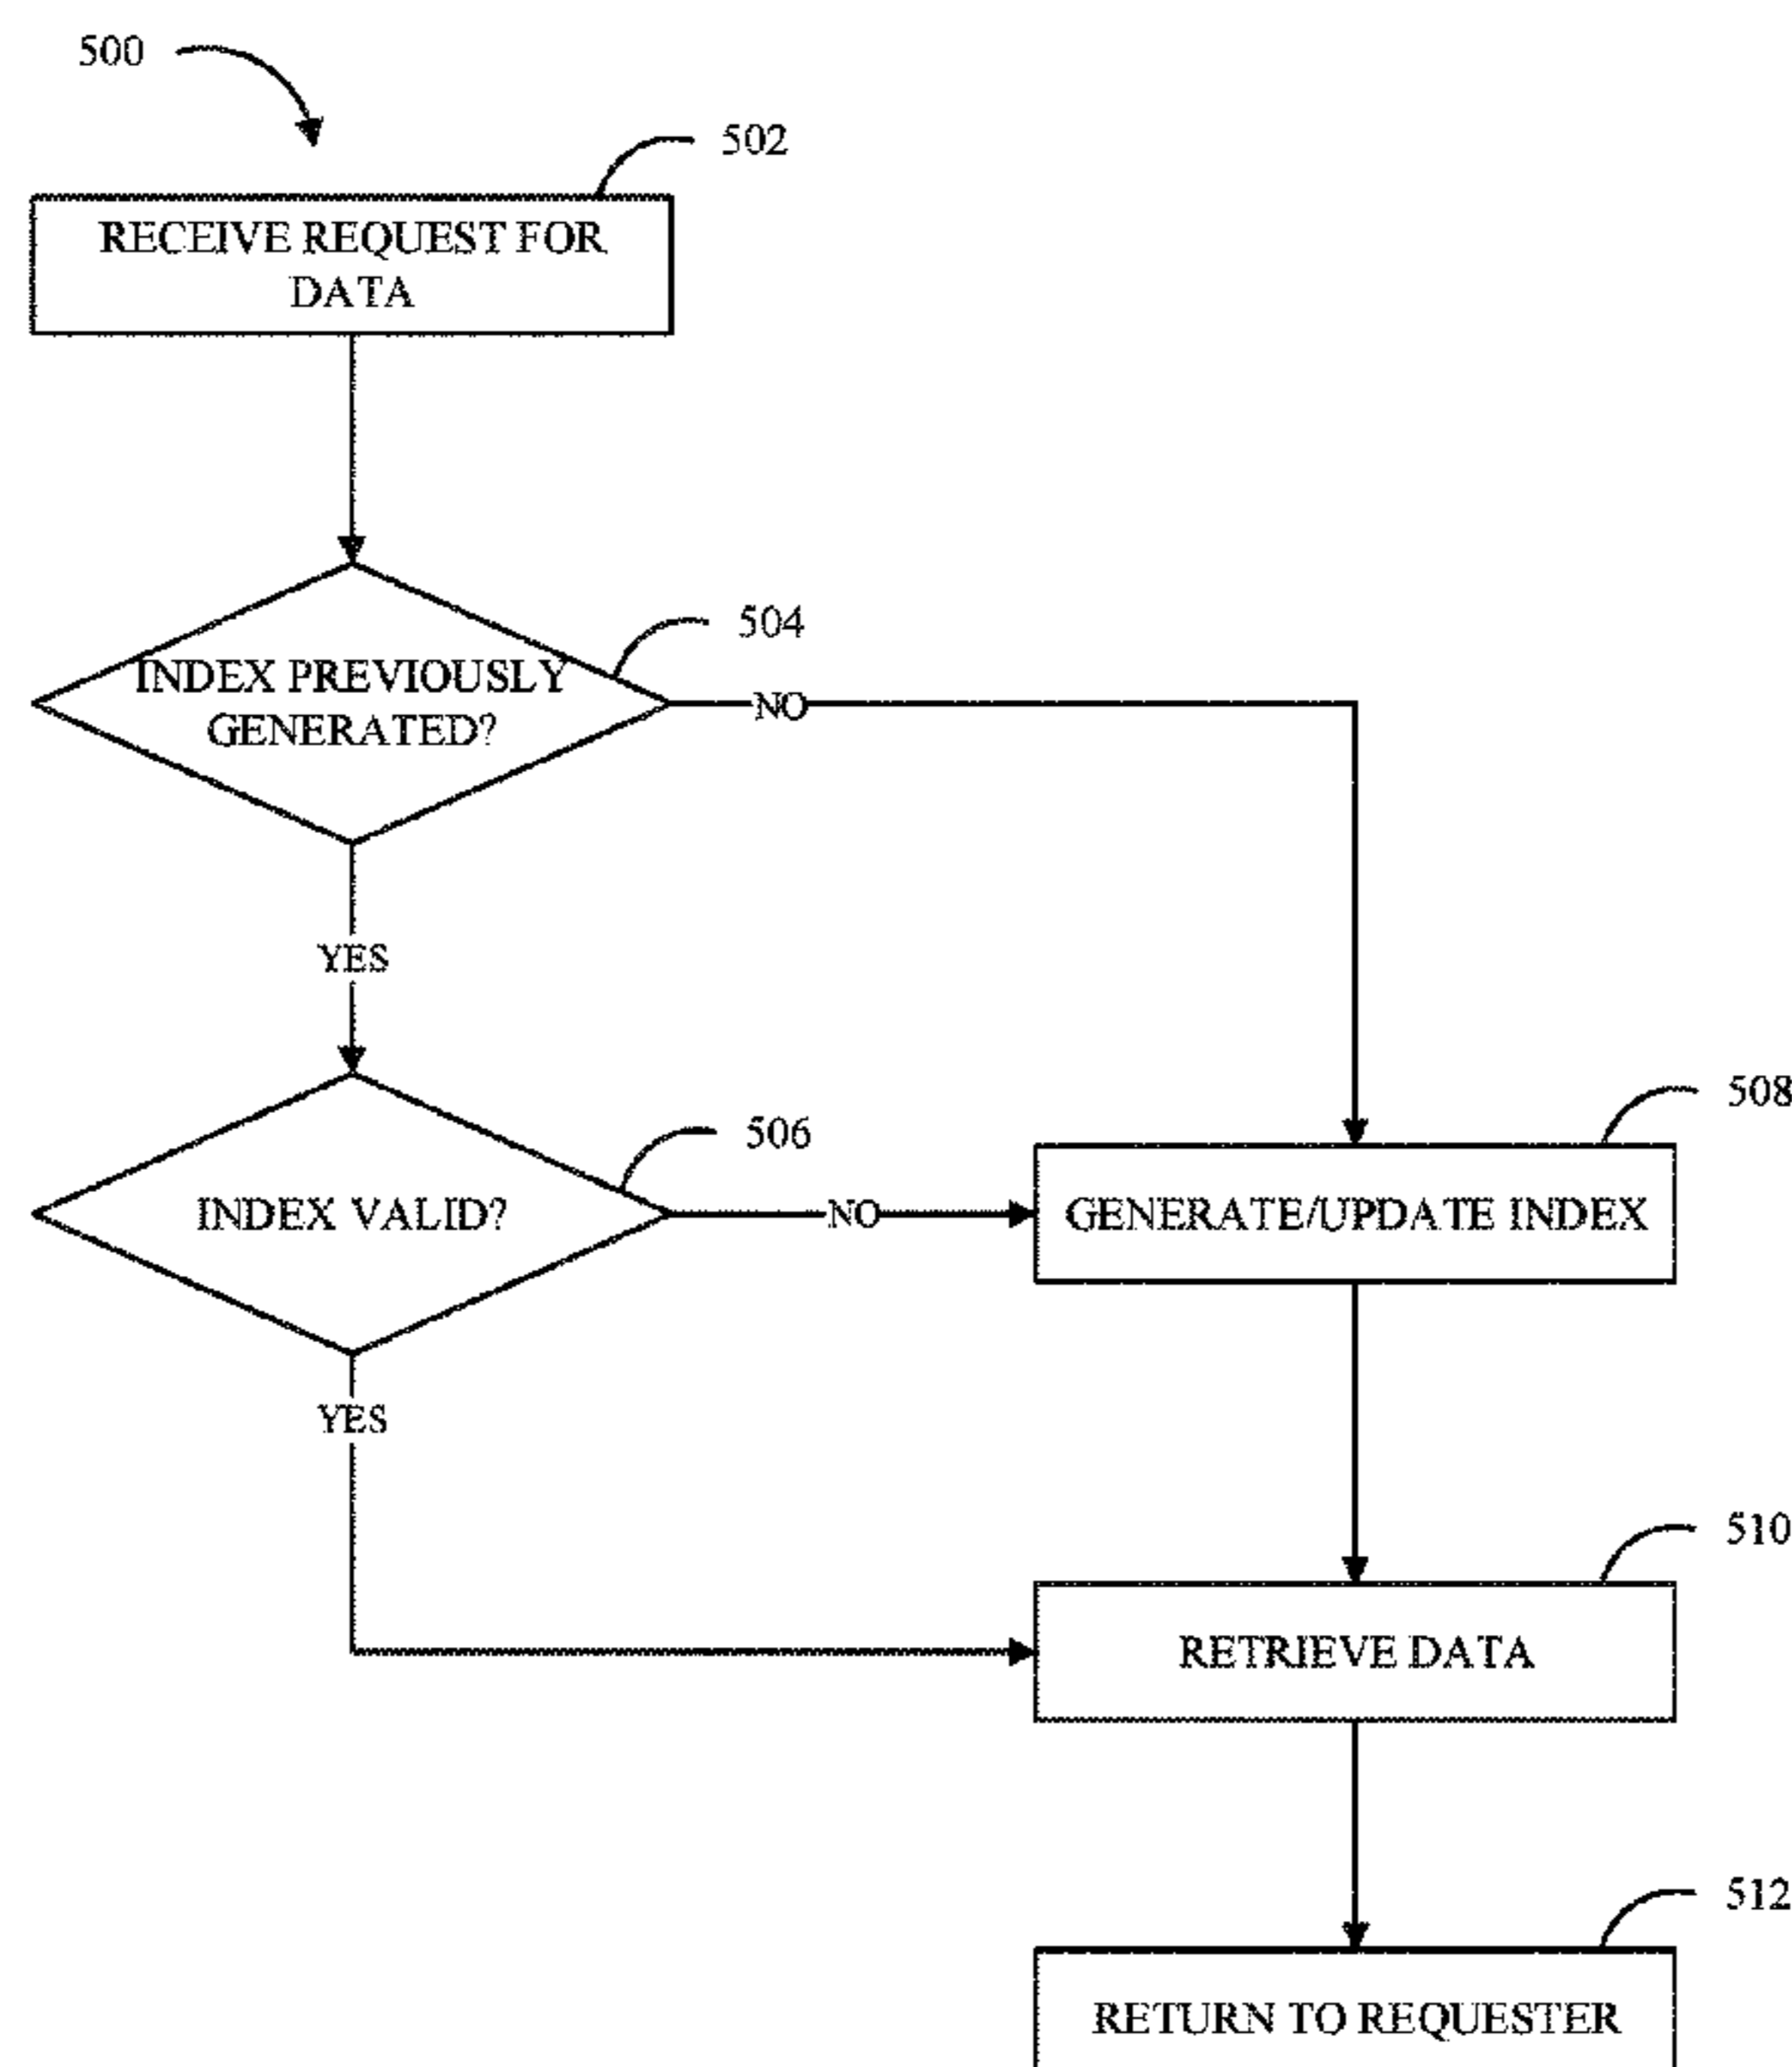 500
502
RECEIVE REQUEST FOR
DATA
504
INDEX PREVIOUSLY
GENERATED?
NO
YES
506
INDEX VALID?
NO
508
GENERATE/UPDATE INDEX
YES
510
RETRIEVE DATA
512
RETURN TO REQUESTER